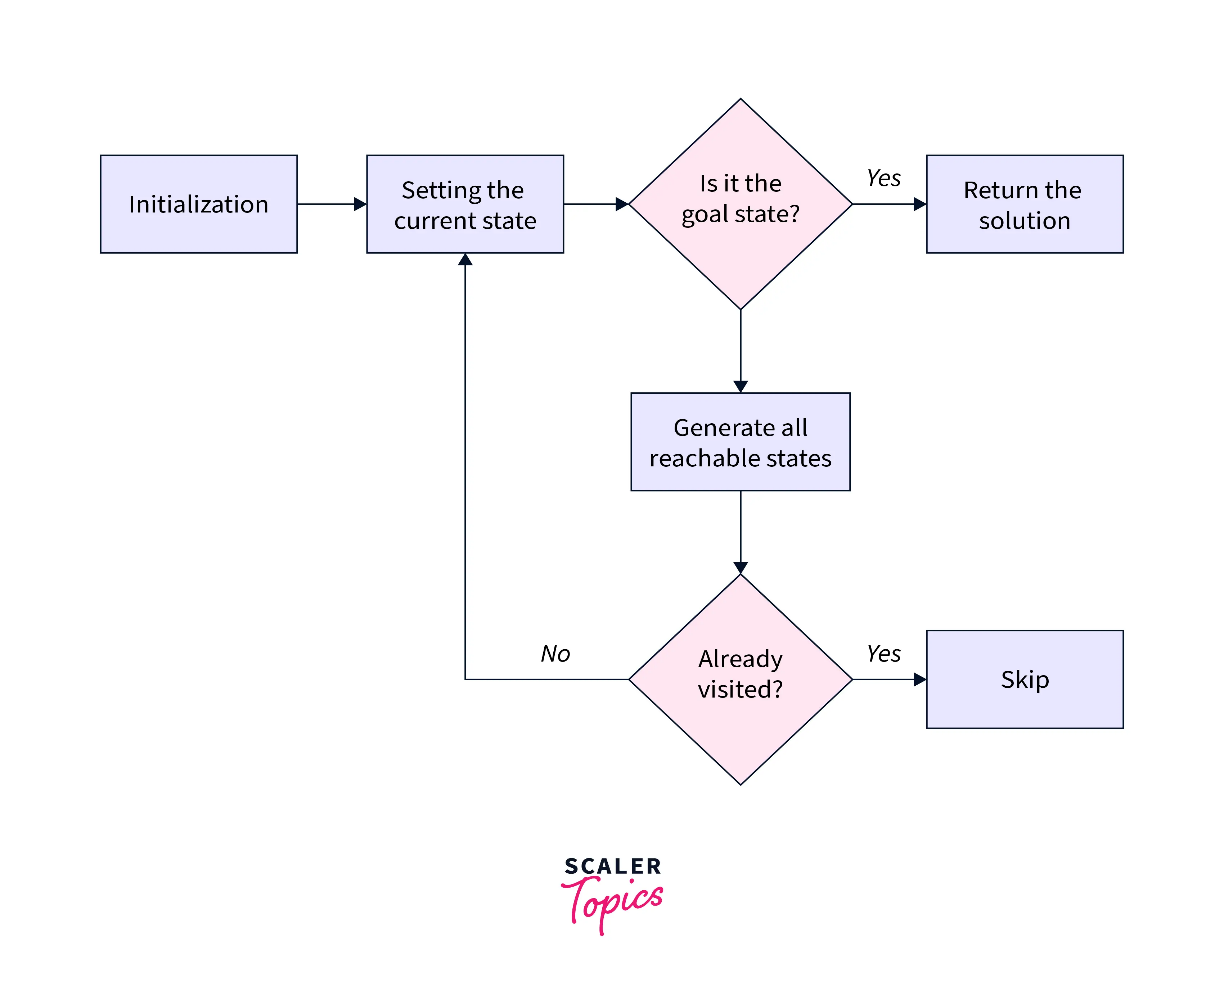 Initialization
Setting the
current state
Is it the
goal state?
Yes
Return the
solution
Generate all
reachable states
No
Already
visited?
Yes
Skip
SCALER
Topics